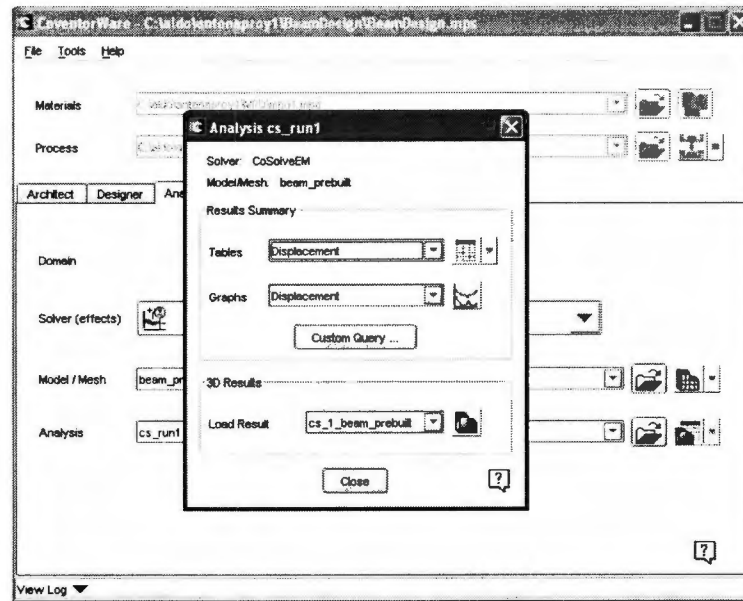 CoventorWare - C:\aldo\antonkproy1\BeamDesign\BeamDesign.mps
File Tools Help
Materials
Process
Architect Designer Ana
Domain
Solver (effects)
Model / Mesh beam_pr
Analysis cs_run1
Analysis cs_run1
Solver: CoSolveEM
Model/Mesh: beam_prebuilt
Results Summary
Tables Displacement
Graphs Displacement
Custom Query ...
3D Results
Load Result cs_1_beam_prebuilt
Close
?
?
View Log